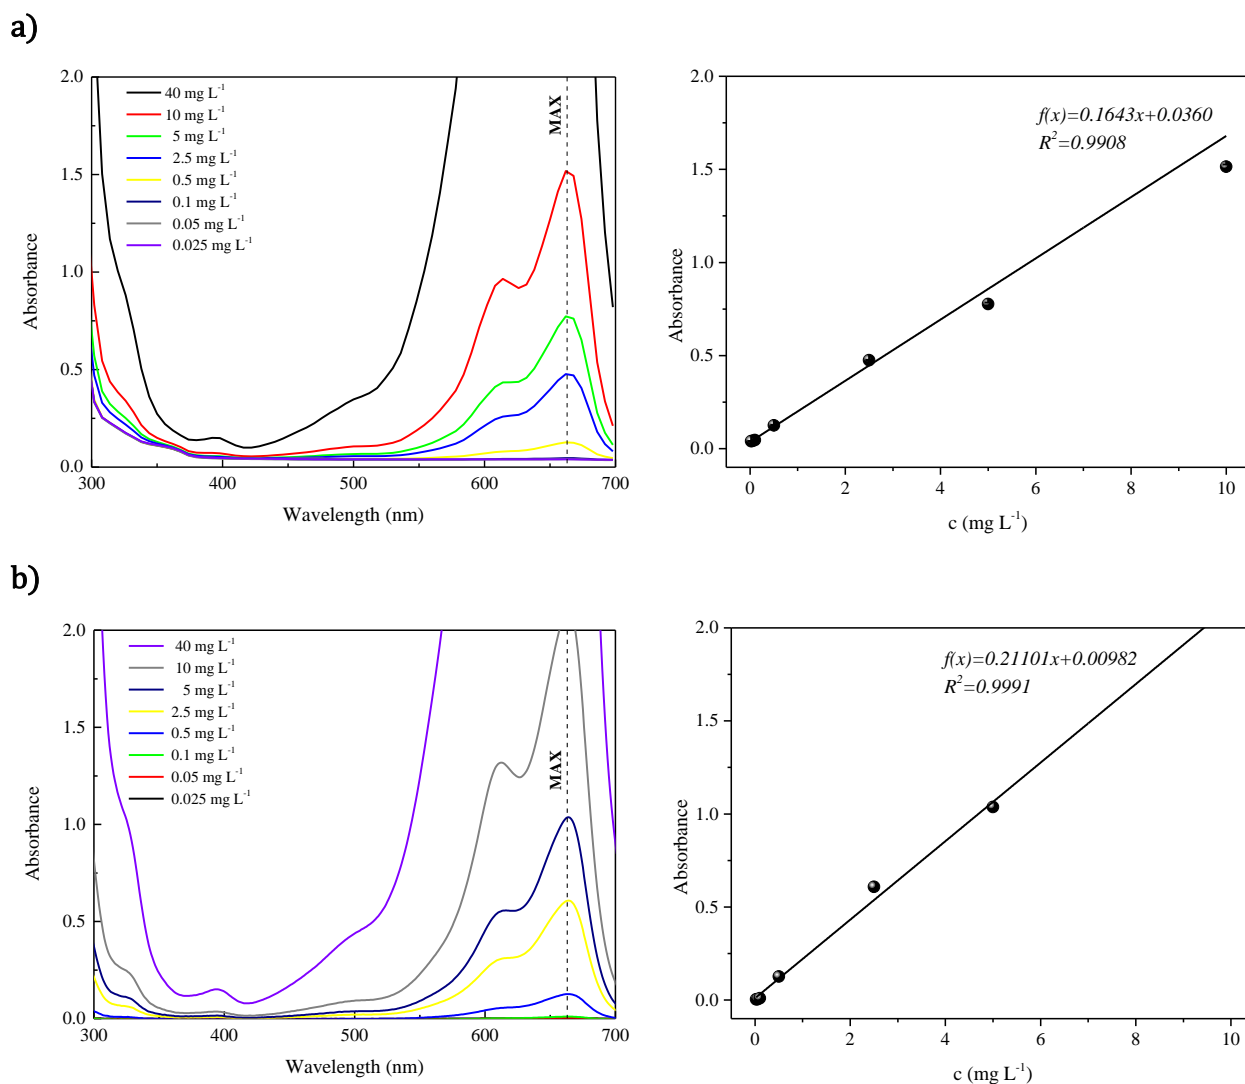 a)
2.0
1.5
1.0
0.5
0.0
300
400
500
600
700
Absorbance
Wavelength (nm)
40 mg L⁻¹
10 mg L⁻¹
5 mg L⁻¹
2.5 mg L⁻¹
0.5 mg L⁻¹
0.1 mg L⁻¹
0.05 mg L⁻¹
0.025 mg L⁻¹
MAX
2.0
1.5
1.0
0.5
0.0
0
2
4
6
8
10
Absorbance
c (mg L⁻¹)
f(x)=0.1643x+0.0360
R²=0.9908
b)
2.0
1.5
1.0
0.5
0.0
300
400
500
600
700
Absorbance
Wavelength (nm)
40 mg L⁻¹
10 mg L⁻¹
5 mg L⁻¹
2.5 mg L⁻¹
0.5 mg L⁻¹
0.1 mg L⁻¹
0.05 mg L⁻¹
0.025 mg L⁻¹
MAX
2.0
1.5
1.0
0.5
0.0
0
2
4
6
8
10
Absorbance
c (mg L⁻¹)
f(x)=0.21101x+0.00982
R²=0.9991